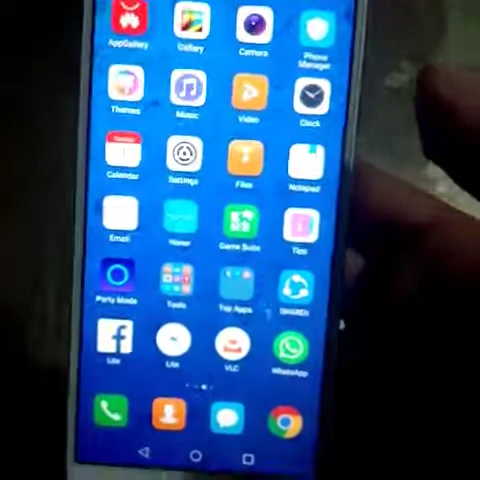 AppGallery
Gallery
Camera
Phone
Manager
Themes
Music
Video
Clock
Calendar
Settings
Files
Notepad
Email
Honor
Game Suite
Tips
Party Mode
Tools
Top Apps
SHAREit
Lite
Lite
VLC
WhatsApp